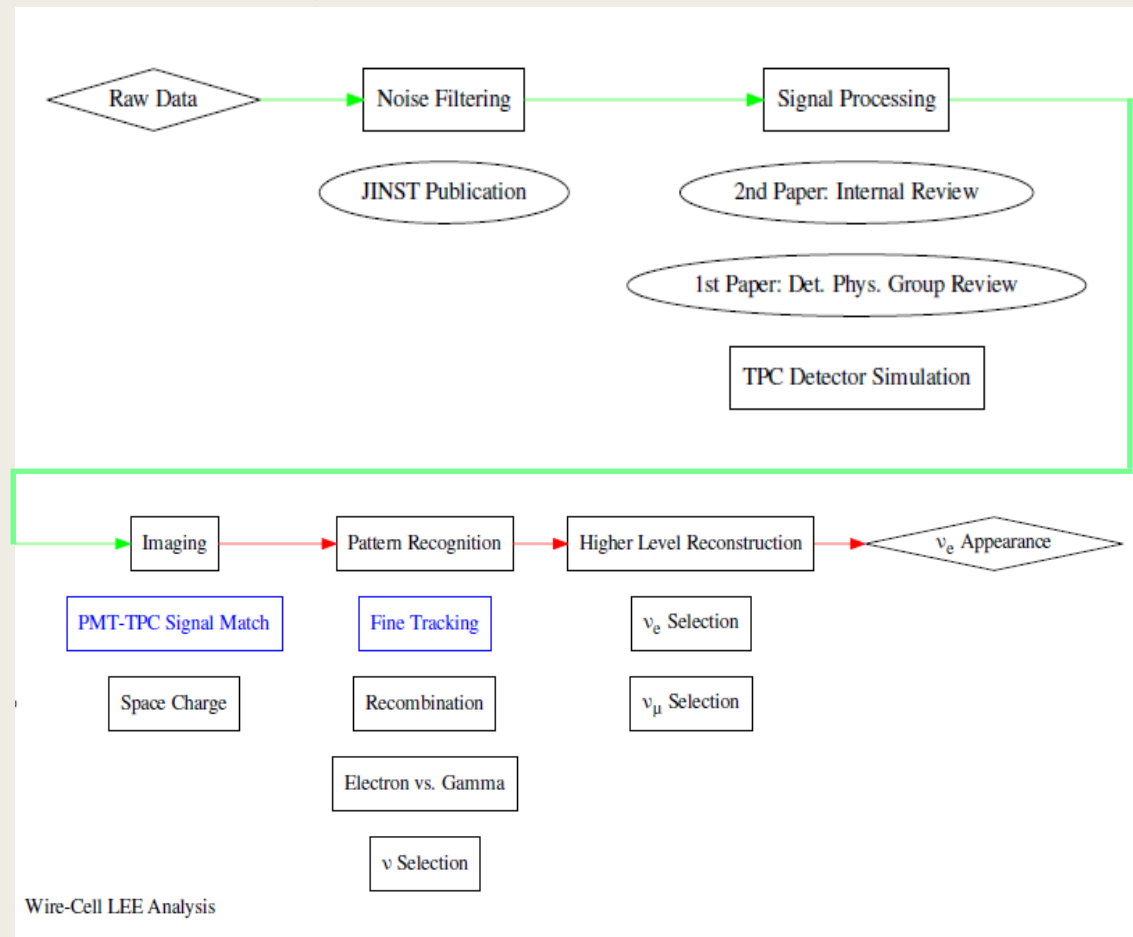 Raw Data
Noise Filtering
Signal Processing
JINST Publication
2nd Paper: Internal Review
1st Paper: Det. Phys. Group Review
TPC Detector Simulation
Imaging
Pattern Recognition
Higher Level Reconstruction
νe Appearance
PMT-TPC Signal Match
Fine Tracking
νe Selection
Space Charge
Recombination
νμ Selection
Electron vs. Gamma
ν Selection
Wire-Cell LEE Analysis